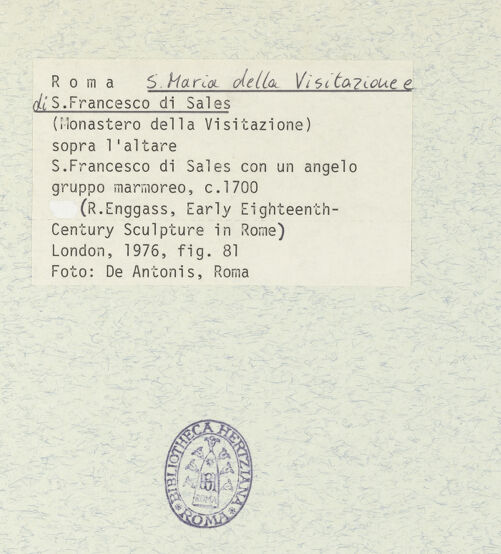 Roma S. Maria della Visitazione e
di S.Francesco di Sales
(Monastero della Visitazione)
sopra l'altare
S.Francesco di Sales con un angelo
gruppo marmoreo, c.1700
(R.Enggass, Early Eighteenth-
Century Sculpture in Rome)
London, 1976, fig. 81
Foto: De Antonis, Roma
BIBLIOTHECA HERTZIANA
ROMA
ROMA